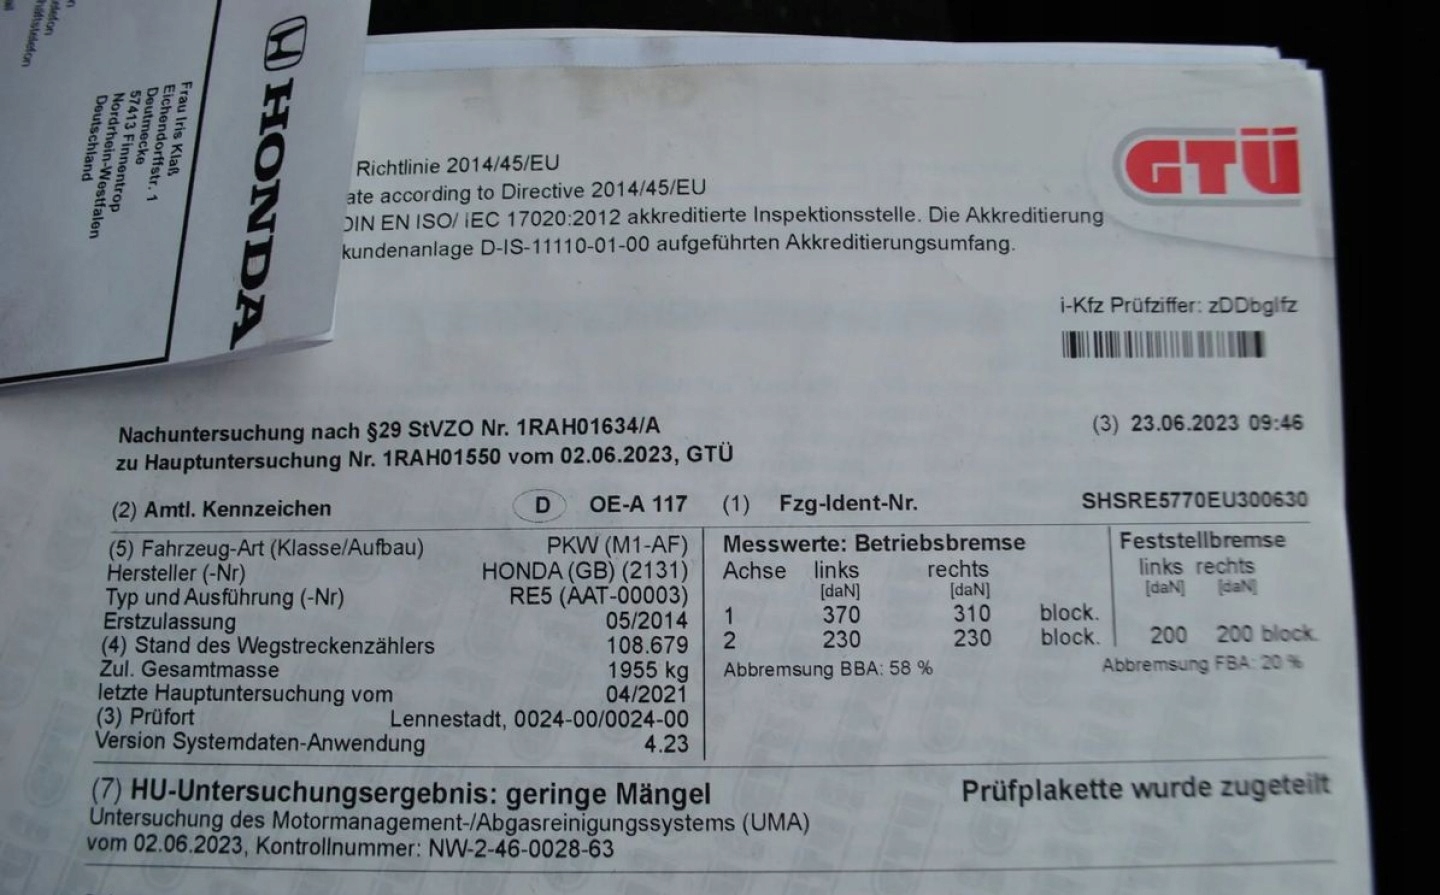 HONDA
Frau Iris Klaß
Eichendorffstr. 1
Deutmecke
57413 Finnentrop
Nordrhein-Westfalen
Deutschland
GTÜ
Richtlinie 2014/45/EU
ate according to Directive 2014/45/EU
DIN EN ISO/ IEC 17020:2012 akkreditierte Inspektionsstelle. Die Akkreditierung
kundenanlage D-IS-11110-01-00 aufgeführten Akkreditierungsumfang.
i-Kfz Prüfziffer: zDDbglfz
Nachuntersuchung nach §29 StVZO Nr. 1RAH01634/A (3) 23.06.2023 09:46
zu Hauptuntersuchung Nr. 1RAH01550 vom 02.06.2023, GTÜ
(2) Amtl. Kennzeichen D OE-A 117 (1) Fzg-Ident-Nr. SHSRE5770EU300630
(5) Fahrzeug-Art (Klasse/Aufbau) PKW (M1-AF)
Hersteller (-Nr) HONDA (GB) (2131)
Typ und Ausführung (-Nr) RE5 (AAT-00003)
Erstzulassung 05/2014
(4) Stand des Wegstreckenzählers 108.679
Zul. Gesamtmasse 1955 kg
letzte Hauptuntersuchung vom 04/2021
(3) Prüfort Lennestadt, 0024-00/0024-00
Version Systemdaten-Anwendung 4.23
Messwerte: Betriebsbremse
Achse links rechts
[daN] [daN]
1 370 310 block.
2 230 230 block.
Abbremsung BBA: 58 %
Feststellbremse
links rechts
[daN] [daN]
200 200 block.
Abbremsung FBA: 20 %
(7) HU-Untersuchungsergebnis: geringe Mängel Prüfplakette wurde zugeteilt
Untersuchung des Motormanagement-/Abgasreinigungssystems (UMA)
vom 02.06.2023, Kontrollnummer: NW-2-46-0028-63